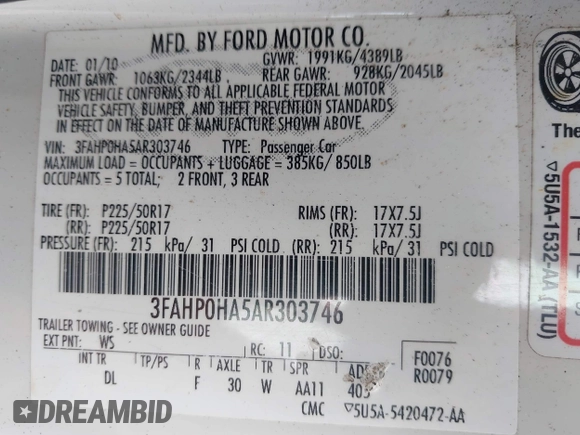 MFD. BY FORD MOTOR CO.
DATE: 01/10 GVWR: 1991KG/4389LB
FRONT GAWR: 1063KG/2344LB REAR GAWR: 928KG/2045LB
THIS VEHICLE CONFORMS TO ALL APPLICABLE FEDERAL MOTOR
VEHICLE SAFETY, BUMPER, AND THEFT PREVENTION STANDARDS
IN EFFECT ON THE DATE OF MANUFACTURE SHOWN ABOVE.
VIN: 3FAHP0HA5AR303746 TYPE: Passenger Car
MAXIMUM LOAD = OCCUPANTS + LUGGAGE = 385KG/850LB
OCCUPANTS = 5 TOTAL; 2 FRONT, 3 REAR
TIRE (FR): P225/50R17 RIMS (FR): 17X7.5J
(RR): P225/50R17 (RR): 17X7.5J
PRESSURE (FR): 215 kPa/ 31 PSI COLD (RR): 215 kPa/ 31 PSI COLD
3FAHP0HA5AR303746
TRAILER TOWING - SEE OWNER GUIDE
EXT PNT: WS RC: 11 DSO: F0076
INT TR TP/PS R AXLE TR SPR R0079
DL F 30 W AA11 405
CMC ▽5U5A-5420472-AA
The
▽5U5A-1532-AA (TLU)
DREAMBID